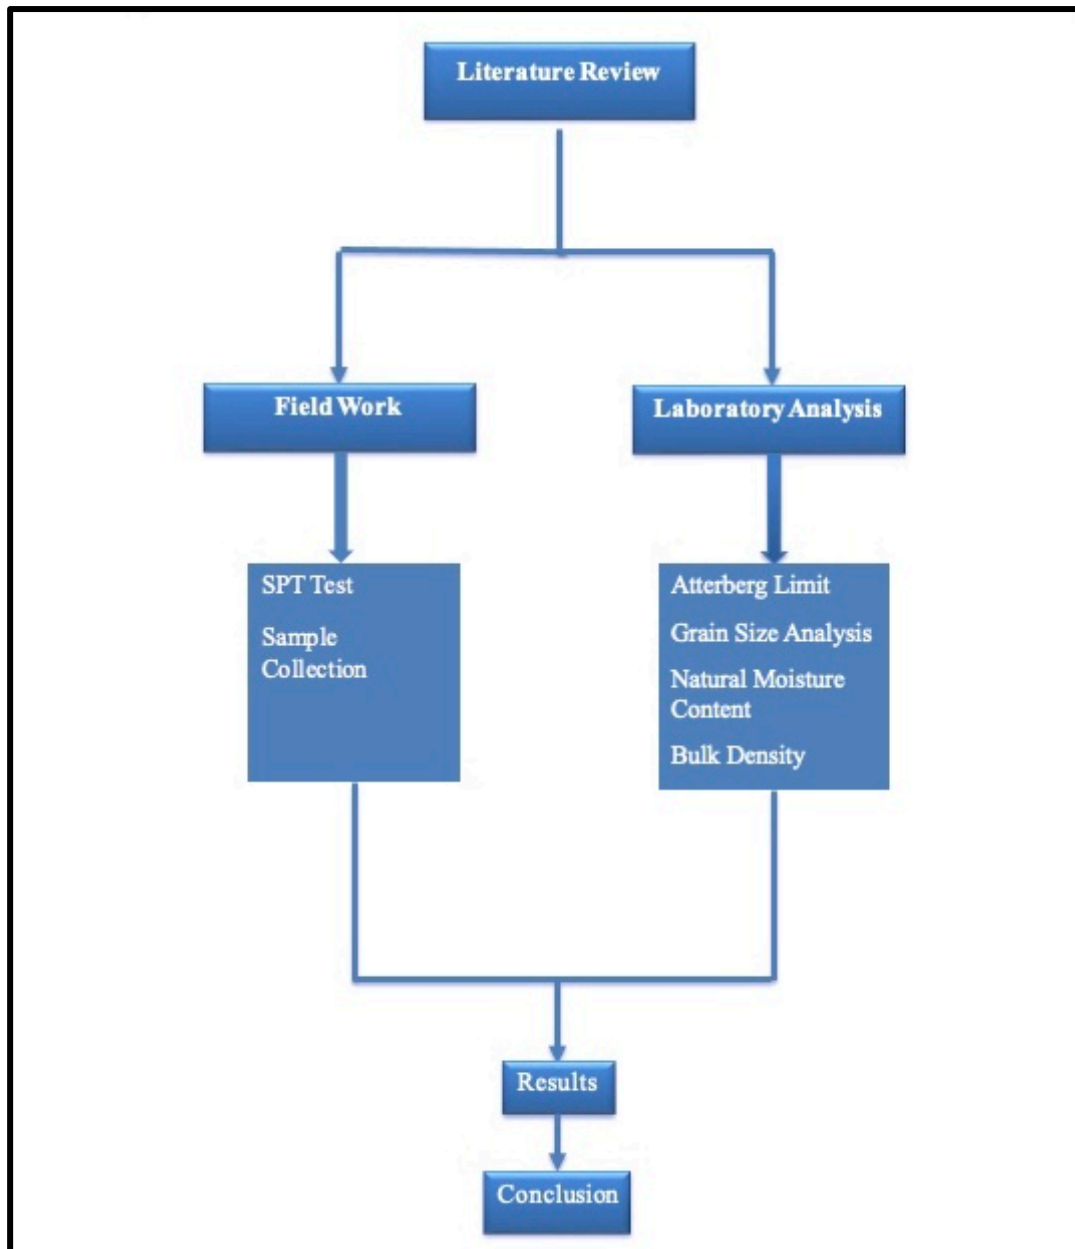 Literature Review
Field Work
Laboratory Analysis
SPT Test
Sample
Collection
Atterberg Limit
Grain Size Analysis
Natural Moisture
Content
Bulk Density
Results
Conclusion